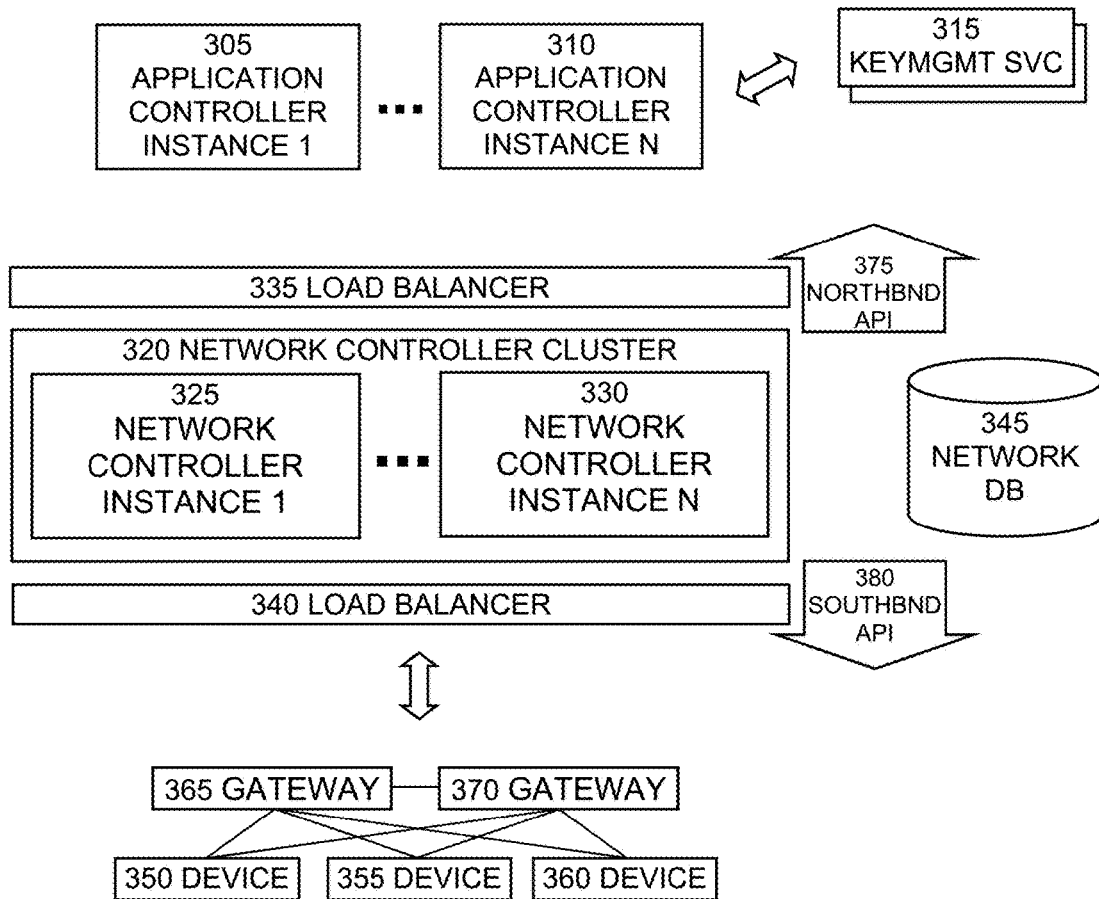 305
APPLICATION
CONTROLLER
INSTANCE 1
310
APPLICATION
CONTROLLER
INSTANCE N
315
KEYMGMT SVC
335 LOAD BALANCER
375
NORTHBND
API
320 NETWORK CONTROLLER CLUSTER
325
NETWORK
CONTROLLER
INSTANCE 1
330
NETWORK
CONTROLLER
INSTANCE N
345
NETWORK
DB
340 LOAD BALANCER
380
SOUTHBND
API
365 GATEWAY
370 GATEWAY
350 DEVICE
355 DEVICE
360 DEVICE